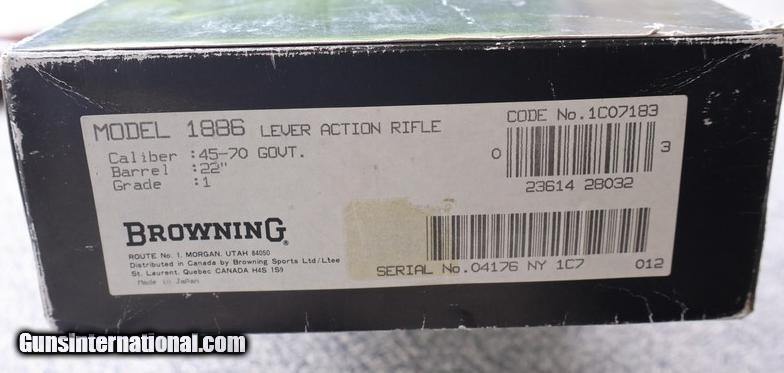 MODEL 1886 LEVER ACTION RIFLE
Caliber :45-70 GOVT.
Barrel :22"
Grade :1
CODE No.1C07183
0 3
23614 28032
BROWNING®
ROUTE No. 1, MORGAN, UTAH 84050
Distributed in Canada by Browning Sports Ltd/Ltee
St. Laurent, Quebec CANADA H4S 1S9
Made in Japan
SERIAL No.04176 NY 1C7 012
GunsInternational.com